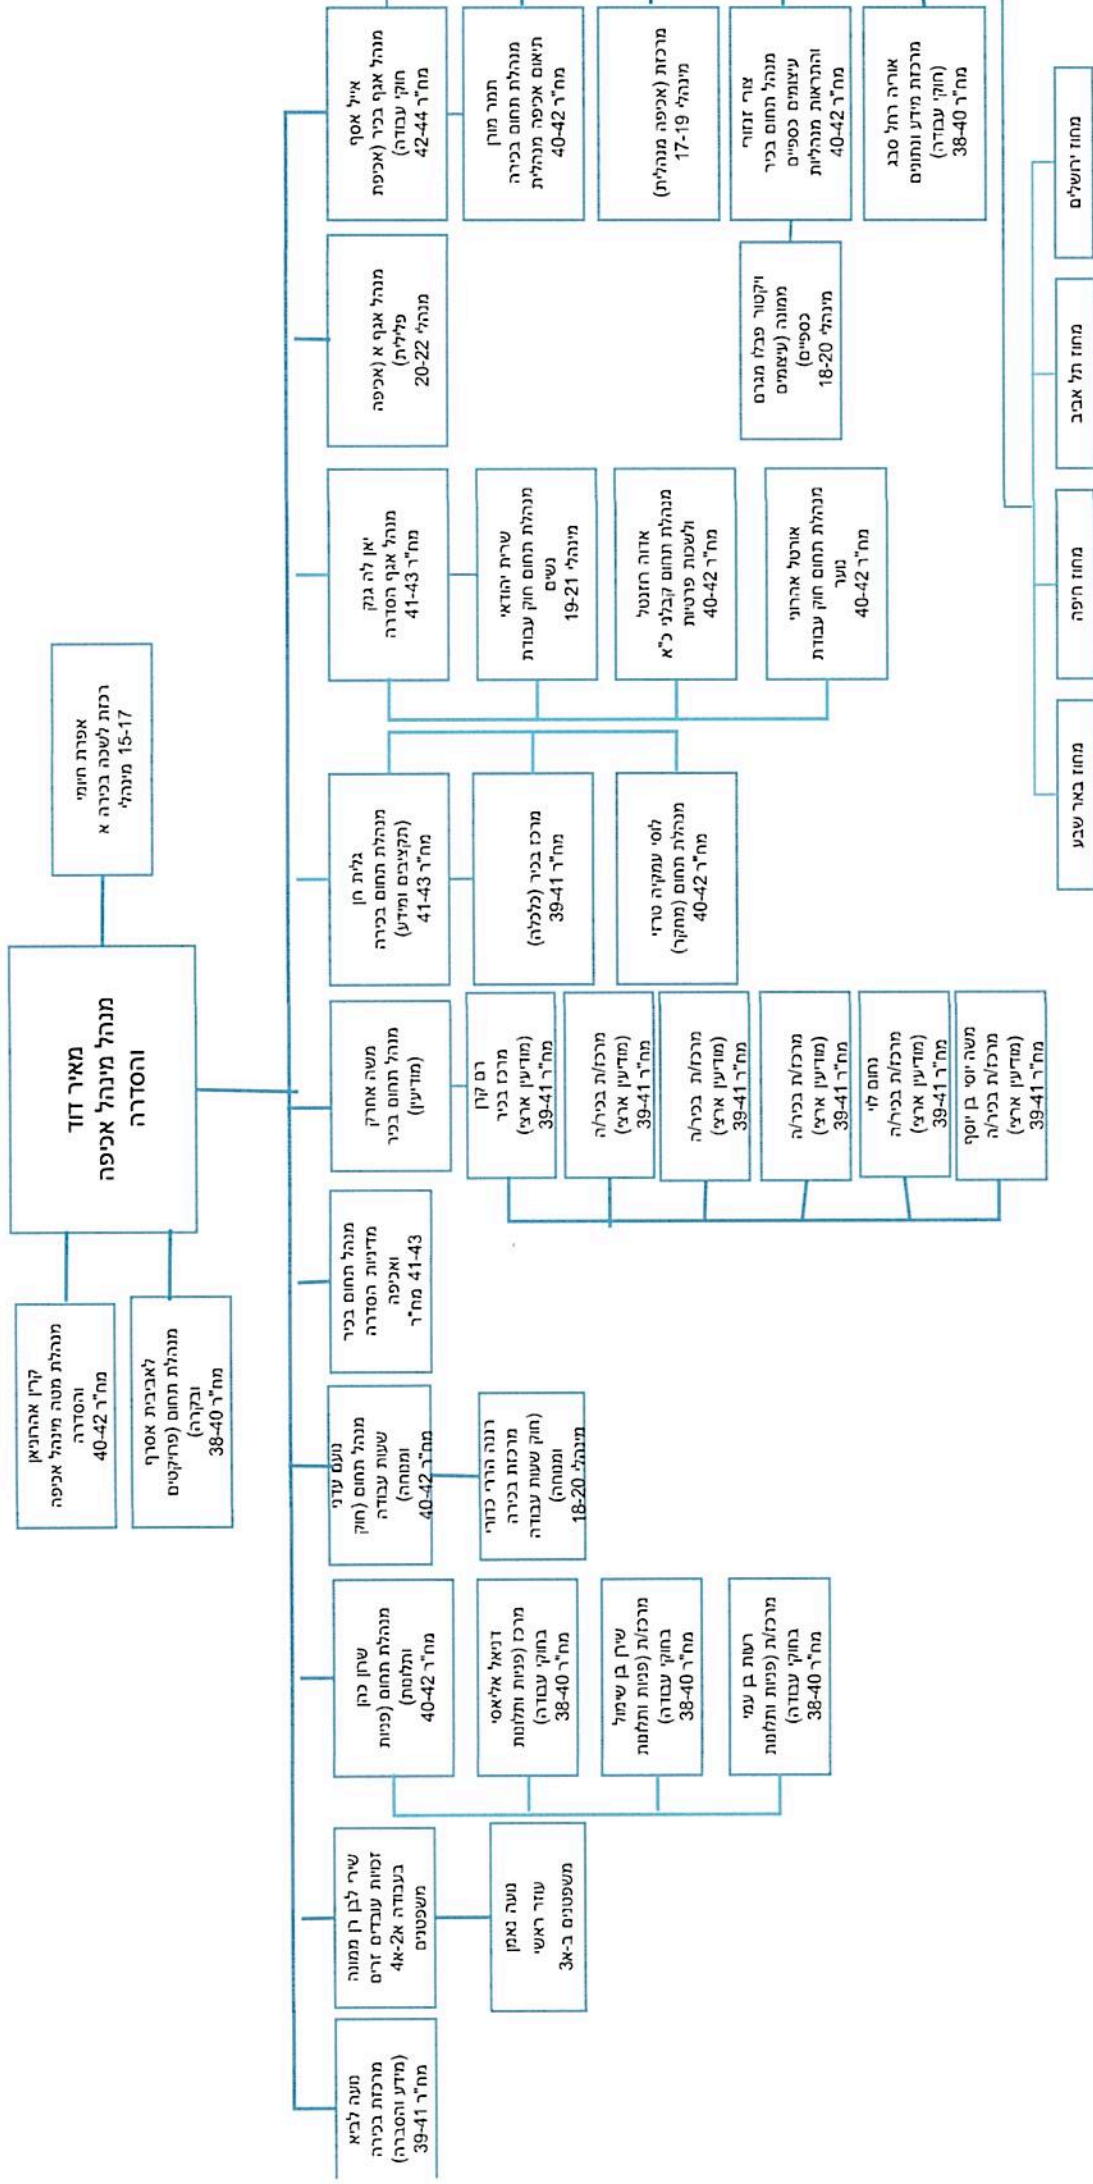 מאיר דוד
מנהל מינהל אכיפה
והסדרה
אפרת חיומי
רכזת לשכה בכירה א
15-17 מינהלי
קרין אהרוניאן
מנהלת מטה מינהל אכיפה
והסדרה
מח"ר 40-42
לאביבית אסרף
מנהלת תחום (פרויקטים
ובקרה)
מח"ר 38-40
אייל אסף
מנהל אגף בכיר (אכיפת
חוקי עבודה)
מח"ר 42-44
תמר מורן
מנהלת תחום בכירה
תיאום אכיפה מנהלית
מח"ר 40-42
מרכזת (אכיפה מנהלית)
מינהלי 17-19
צורי זנזורי
מנהל תחום בכיר
עיצומים כספיים
והתראות מנהליות
מח"ר 40-42
ויקטור פבלו מגרם
ממונה (עיצומים
כספיים)
מינהלי 18-20
אוריה רחל סבג
מרכזת מידע ונתונים
(חוקי עבודה)
מח"ר 38-40
מנהל אגף א (אכיפה
פלילית)
מנהלי 20-22
יאן לה גנק
מנהל אגף הסדרה
מח"ר 41-43
שרית יהודאי
מנהלת תחום חוק עבודת
נשים
מינהלי 19-21
אדוה רוזנטל
מנהלת תחום קבלני כ"א
ולשכות פרטיות
מח"ר 40-42
אורטל אהרוני
מנהלת תחום חוק עבודת
נוער
מח"ר 40-42
גלית חן
מנהלת תחום בכירה
(תקציבים ומידע)
מח"ר 41-43
מרכז בכיר (כלכלה)
מח"ר 39-41
לוסי עמקיה טרזי
מנהלת תחום (מחקר)
מח"ר 40-42
משה אחרק
מנהל תחום בכיר
(מודיעין)
רם קרן
מרכז בכיר
(מודיעין ארצי)
מח"ר 39-41
מרכז/ת בכיר/ה
(מודיעין ארצי)
מח"ר 39-41
מרכז/ת בכיר/ה
(מודיעין ארצי)
מח"ר 39-41
מרכז/ת בכיר/ה
(מודיעין ארצי)
מח"ר 39-41
נחום לוי
מרכז/ת בכיר/ה
(מודיעין ארצי)
מח"ר 39-41
משה יוסי בן יוסף
מרכז/ת בכיר/ה
(מודיעין ארצי)
מח"ר 39-41
מנהל תחום בכיר
מדיניות הסדרה
ואכיפה
41-43 מח"ר
נועם עדני
מנהל תחום (חוק
שעות עבודה
ומנוחה)
מח"ר 40-42
רננה הררי כדורי
מרכזת בכירה
(חוק שעות עבודה
ומנוחה)
מינהלי 18-20
שרון כהן
מנהלת תחום (פניות
ותלונות)
מח"ר 40-42
דניאל אליאסי
מרכז (פניות ותלונות
בחוקי עבודה)
מח"ר 38-40
שירן בן שימול
מרכז/ת (פניות ותלונות
בחוקי עבודה)
מח"ר 38-40
רעות בן עמי
מרכז/ת (פניות ותלונות
בחוקי עבודה)
מח"ר 38-40
שירי לבן רן ממונה
זכויות עובדים זרים
בעבודה א2-א4
משפטנים
נועה נאמן
עוזר ראשי
משפטנים ב-א3
נועה לביא
מרכזת בכירה
(מידע והסברה)
מח"ר 39-41
מחוז ירושלים
מחוז תל אביב
מחוז חיפה
מחוז באר שבע